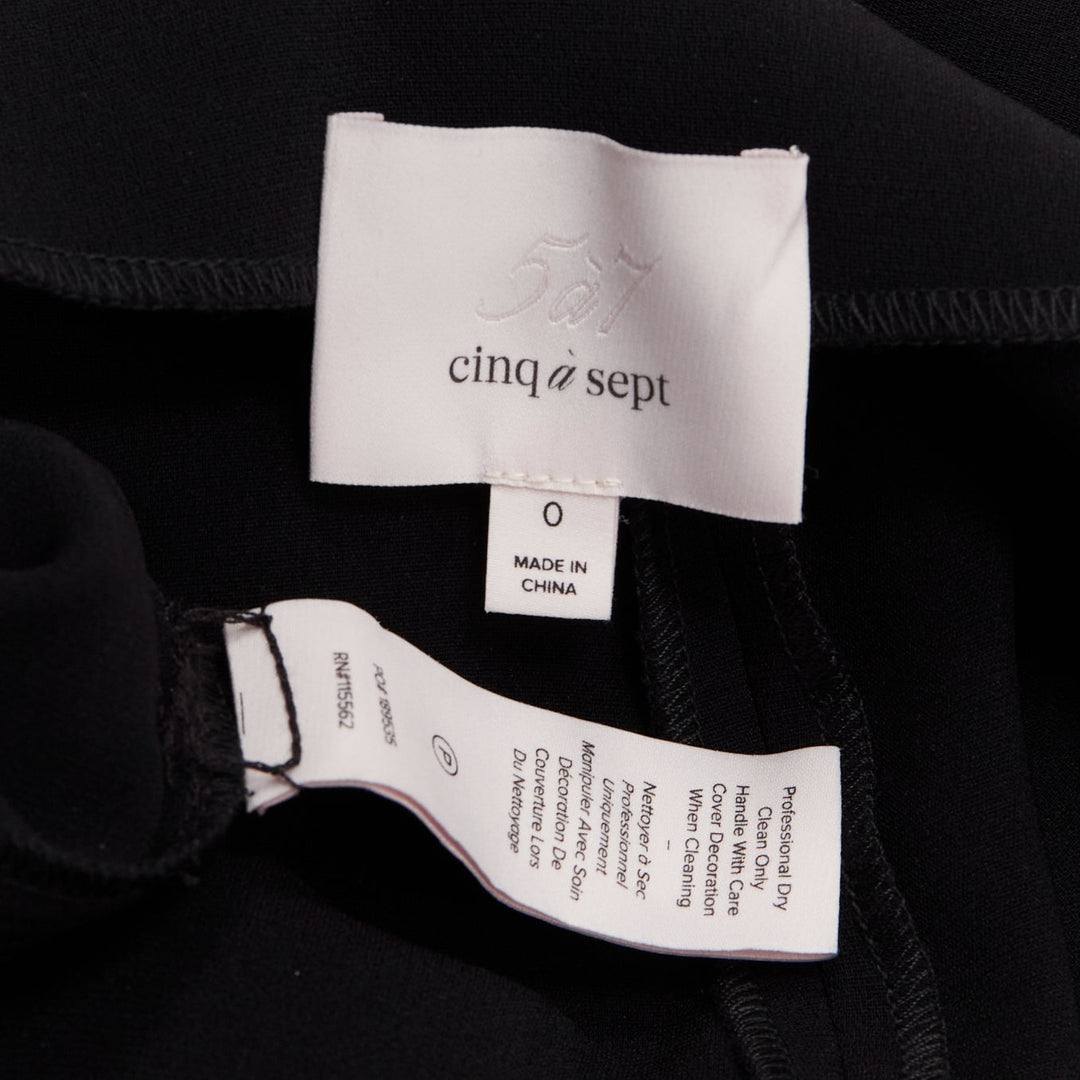 5à7
cinq à sept
0
MADE IN
CHINA
Professional Dry
Clean Only
Handle With Care
Cover Decoration
When Cleaning
-
Nettoyer à Sec
Professionnel
Uniquement
Manipuler Avec Soin
Décoration De
Couverture Lors
Du Nettoyage
P
PO# 189535
RN#115562